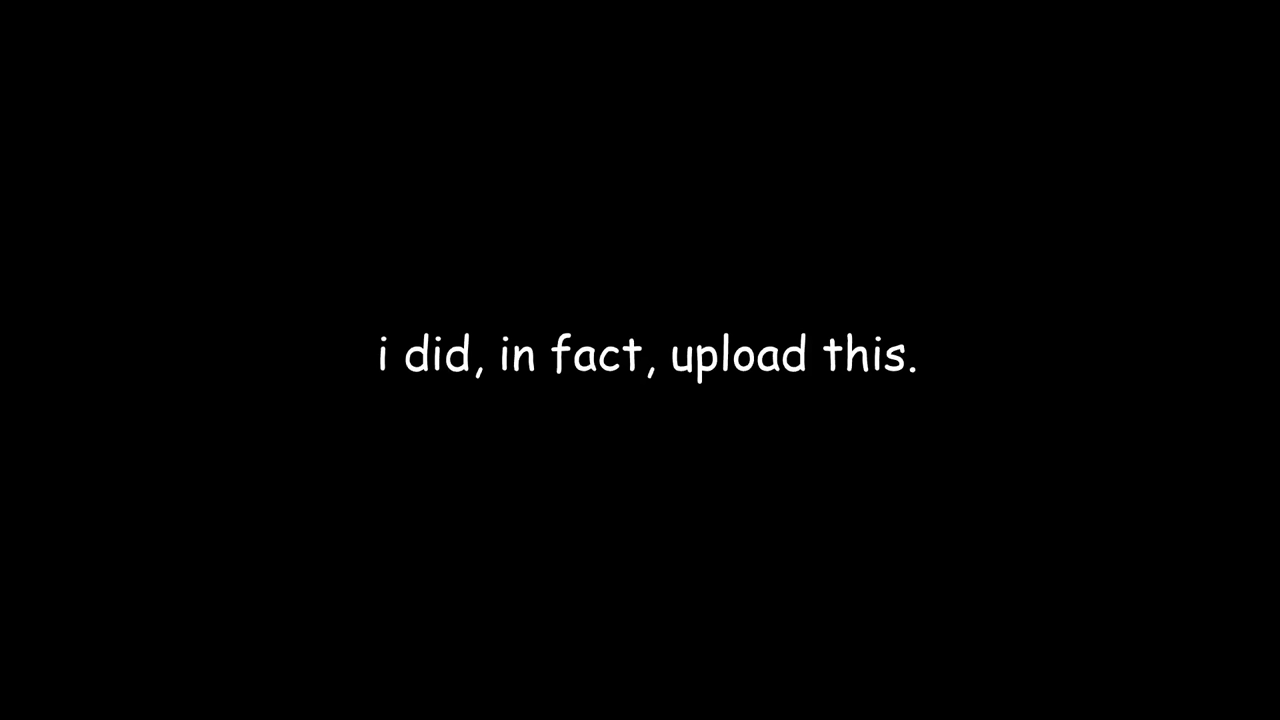 i did, in fact, upload this.